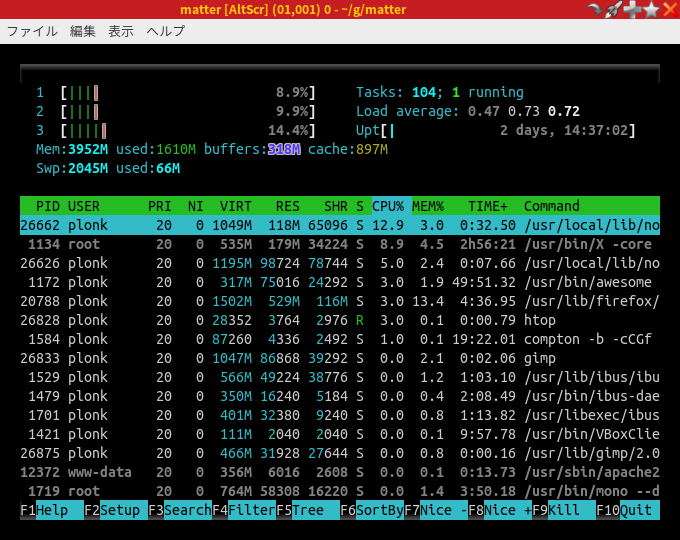 matter [AltScr] (01,001) 0 - ~/g/matter
ファイル 編集 表示 ヘルプ
1 [|||| 8.9%] Tasks: 104; 1 running
2 [|||| 9.9%] Load average: 0.47 0.73 0.72
3 [||||| 14.4%] Upt[| 2 days, 14:37:02]
Mem:3952M used:1610M buffers:318M cache:897M
Swp:2045M used:66M
PID USER PRI NI VIRT RES SHR S CPU% MEM% TIME+ Command
26662 plonk 20 0 1049M 118M 65096 S 12.9 3.0 0:32.50 /usr/local/lib/no
1134 root 20 0 535M 179M 34224 S 8.9 4.5 2h56:21 /usr/bin/X -core
26626 plonk 20 0 1195M 98724 78744 S 5.0 2.4 0:07.66 /usr/local/lib/no
1172 plonk 20 0 317M 75016 24292 S 3.0 1.9 49:51.32 /usr/bin/awesome
20788 plonk 20 0 1502M 529M 116M S 3.0 13.4 4:36.95 /usr/lib/firefox/
26828 plonk 20 0 28352 3764 2976 R 3.0 0.1 0:00.79 htop
1584 plonk 20 0 87260 4336 2492 S 1.0 0.1 19:22.01 compton -b -cCGf
26833 plonk 20 0 1047M 86868 39292 S 0.0 2.1 0:02.06 gimp
1529 plonk 20 0 566M 49224 38776 S 0.0 1.2 1:03.10 /usr/lib/ibus/ibu
1479 plonk 20 0 350M 16240 5184 S 0.0 0.4 2:08.49 /usr/bin/ibus-dae
1701 plonk 20 0 401M 32380 9240 S 0.0 0.8 1:13.82 /usr/libexec/ibus
1421 plonk 20 0 111M 2040 2040 S 0.0 0.1 9:57.78 /usr/bin/VBoxClie
26875 plonk 20 0 466M 31928 27644 S 0.0 0.8 0:00.16 /usr/lib/gimp/2.0
12372 www-data 20 0 356M 6016 2608 S 0.0 0.1 0:13.73 /usr/sbin/apache2
1719 root 20 0 764M 58308 16220 S 0.0 1.4 3:50.18 /usr/bin/mono --d
F1Help F2Setup F3SearchF4FilterF5Tree F6SortByF7Nice -F8Nice +F9Kill F10Quit